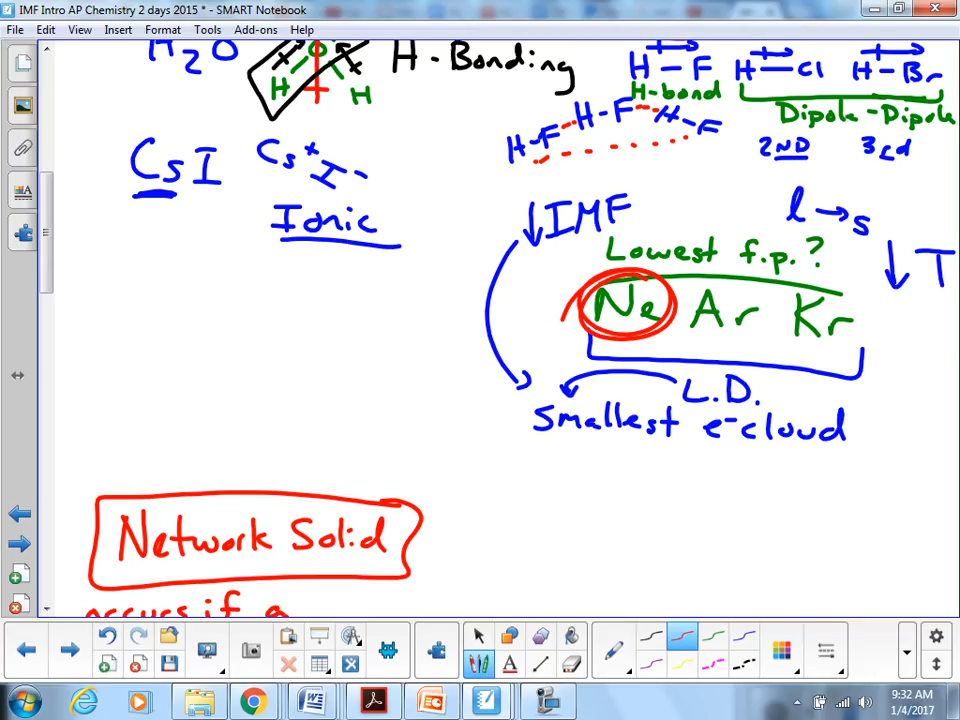 IMF Intro AP Chemistry 2 days 2015 * - SMART Notebook
File Edit View Insert Format Tools Add-ons Help
H2O
O
H H
H - Bonding
H - F H - Cl H - Br
H-bond
Dipole - Dipole
2ND 3rd
H-F H-F H-F
CsI Cs+ I-
Ionic
↓IMF
l → s
Lowest f.p.?
↓ T
Ne Ar Kr
L.D.
Smallest e- cloud
Network Solid
occurs if a
9:32 AM
1/4/2017